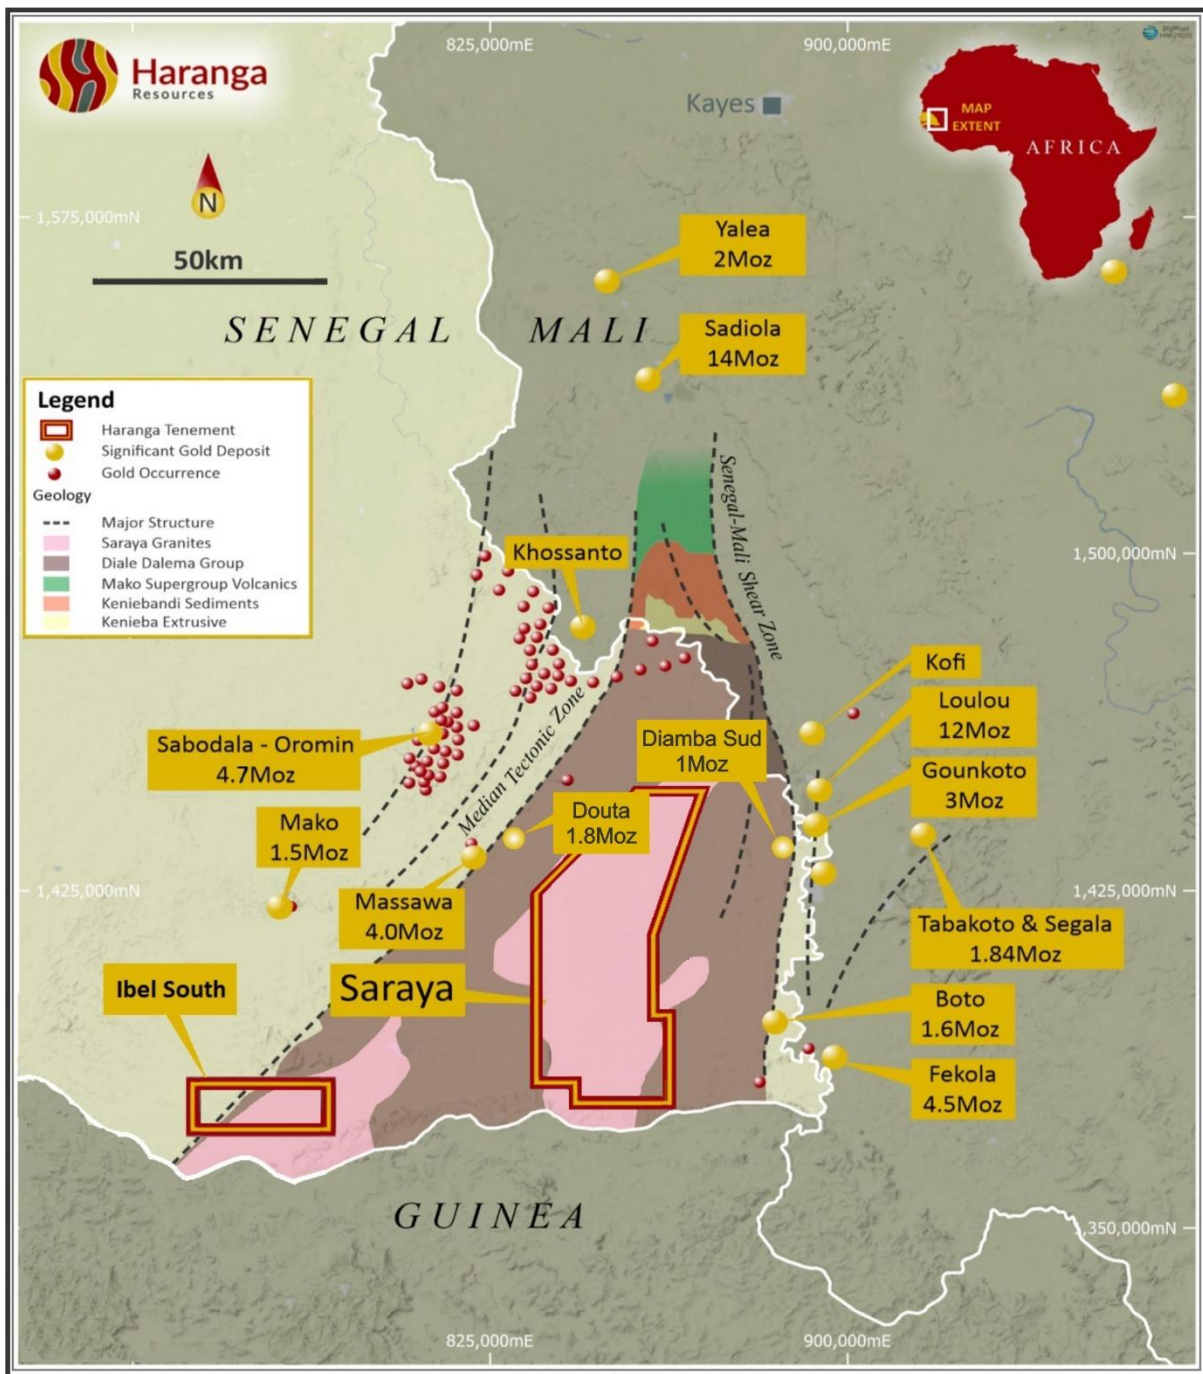 Haranga
Resources
825,000mE
900,000mE
Kayes
MAP
EXTENT
AFRICA
N
1,575,000mN
50km
Yalea
2Moz
SENEGAL
MALI
Sadiola
14Moz
Legend
Haranga Tenement
Significant Gold Deposit
Gold Occurrence
Geology
Major Structure
Saraya Granites
Diale Dalema Group
Mako Supergroup Volcanics
Keniebandi Sediments
Kenieba Extrusive
Senegal-Mali Shear Zone
Khossanto
1,500,000mN
Kofi
Loulou
12Moz
Sabodala - Oromin
4.7Moz
Median Tectonic Zone
Diamba Sud
1Moz
Gounkoto
3Moz
Mako
1.5Moz
Douta
1.8Moz
1,425,000mN
1,425,000mN
Massawa
4.0Moz
Tabakoto & Segala
1.84Moz
Ibel South
Saraya
Boto
1.6Moz
Fekola
4.5Moz
GUINEA
1,350,000mN
825,000mE
900,000mE